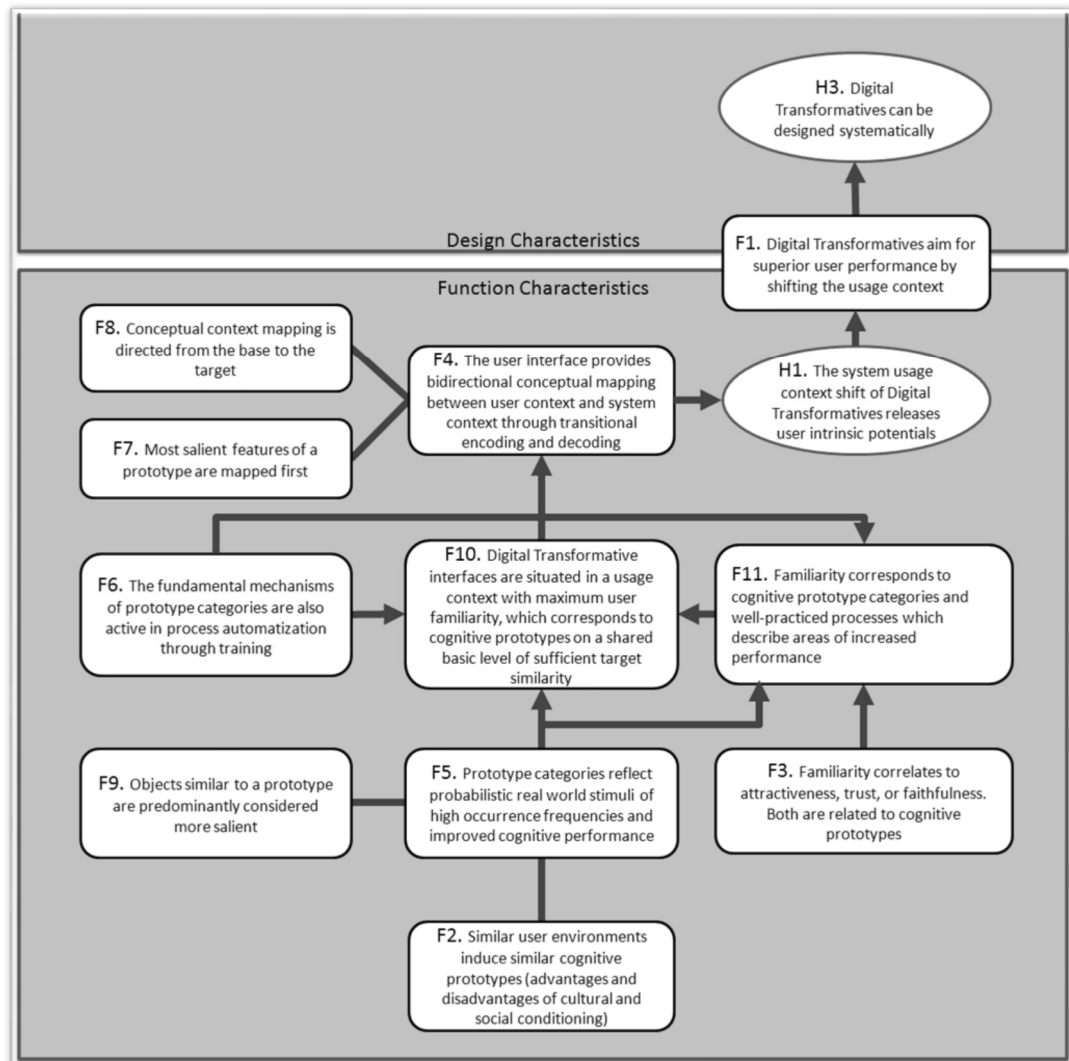 H3. Digital
Transformatives can be
designed systematically
Design Characteristics
F1. Digital Transformatives aim for
superior user performance by
shifting the usage context
Function Characteristics
F8. Conceptual context mapping is
directed from the base to the
target
F4. The user interface provides
bidirectional conceptual mapping
between user context and system
context through transitional
encoding and decoding
H1. The system usage
context shift of Digital
Transformatives releases
user intrinsic potentials
F7. Most salient features of a
prototype are mapped first
F6. The fundamental mechanisms
of prototype categories are also
active in process automatization
through training
F10. Digital Transformative
interfaces are situated in a usage
context with maximum user
familiarity, which corresponds to
cognitive prototypes on a shared
basic level of sufficient target
similarity
F11. Familiarity corresponds to
cognitive prototype categories and
well-practiced processes which
describe areas of increased
performance
F9. Objects similar to a prototype
are predominantly considered
more salient
F5. Prototype categories reflect
probabilistic real world stimuli of
high occurrence frequencies and
improved cognitive performance
F3. Familiarity correlates to
attractiveness, trust, or faithfulness.
Both are related to cognitive
prototypes
F2. Similar user environments
induce similar cognitive
prototypes (advantages and
disadvantages of cultural and
social conditioning)